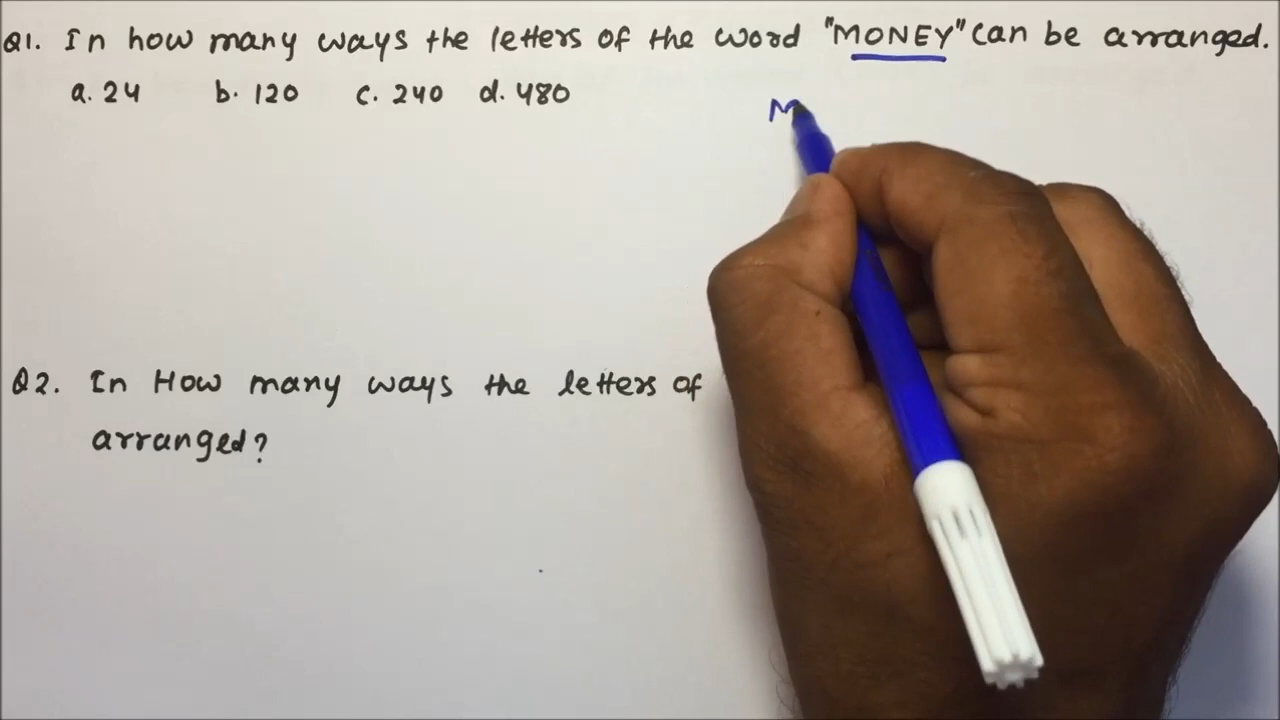 Q1. In how many ways the letters of the word "MONEY" can be arranged.
a. 24 b. 120 c. 240 d. 480
M
Q2. In How many ways the letters of
arranged?